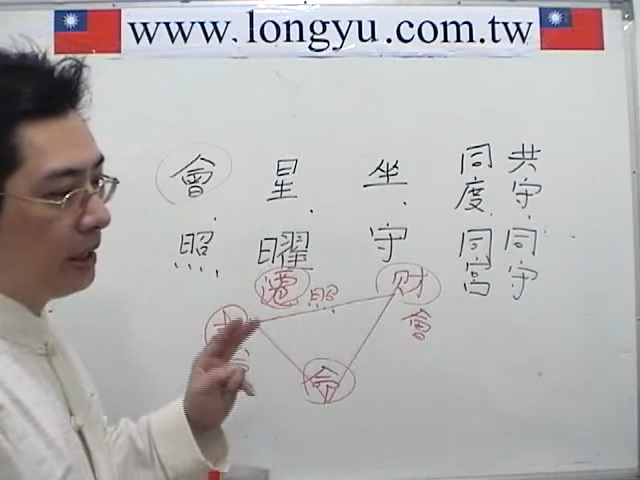 www.longyu.com.tw
共守.同守
同度.同宮
坐.守
星.曜
會.照
遷 照 財
會
命